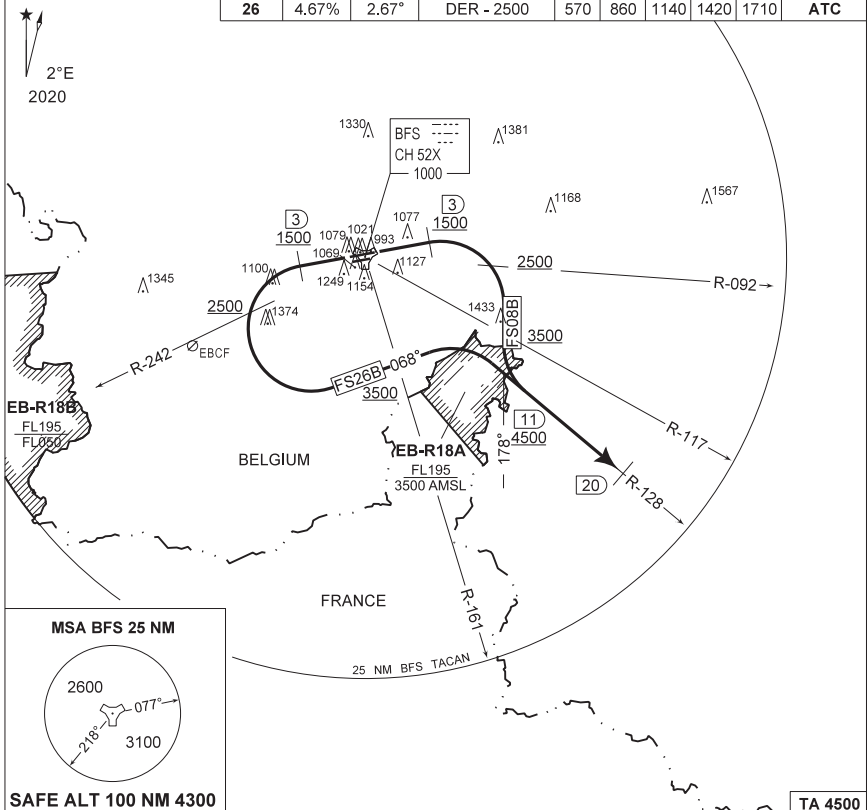 26 4.67% 2.67° DER - 2500 570 860 1140 1420 1710 ATC
2°E
2020
1330
BFS
CH 52X
1000
1381
1168
1567
3
1500
1079
1021
993
1077
3
1500
1069
1249
1154
1127
1100
1345
2500
1374
2500
R-092
1433
FS08B
3500
R-242
EBCF
FS26B
068°
3500
EB-R18B
FL195
FL050
R-117
11
4500
BELGIUM
EB-R18A
FL195
3500 AMSL
178°
20
R-128
FRANCE
R-161
25 NM BFS TACAN
MSA BFS 25 NM
2600
077°
218°
3100
SAFE ALT 100 NM 4300
TA 4500